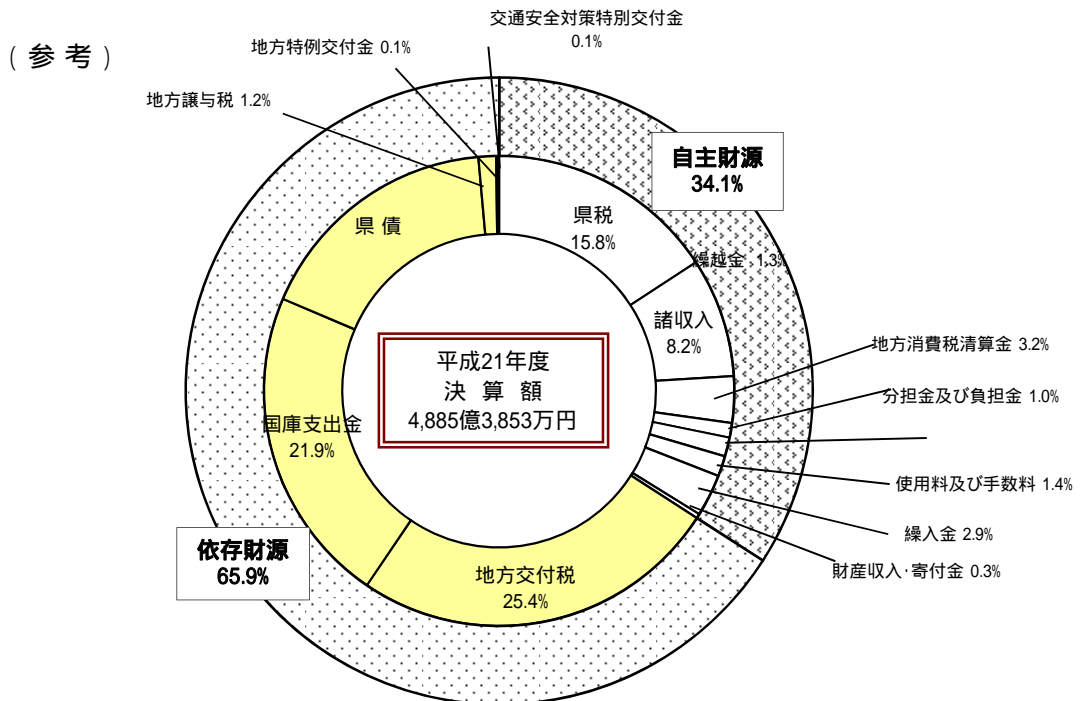 (参考)
交通安全対策特別交付金
0.1%
地方特例交付金 0.1%
地方譲与税 1.2%
自主財源
34.1%
県税
15.8%
県債
繰越金 1.3%
諸収入
8.2%
地方消費税清算金 3.2%
分担金及び負担金 1.0%
平成21年度
決算額
4,885億3,853万円
国庫支出金
21.9%
使用料及び手数料 1.4%
繰入金 2.9%
財産収入・寄付金 0.3%
依存財源
65.9%
地方交付税
25.4%